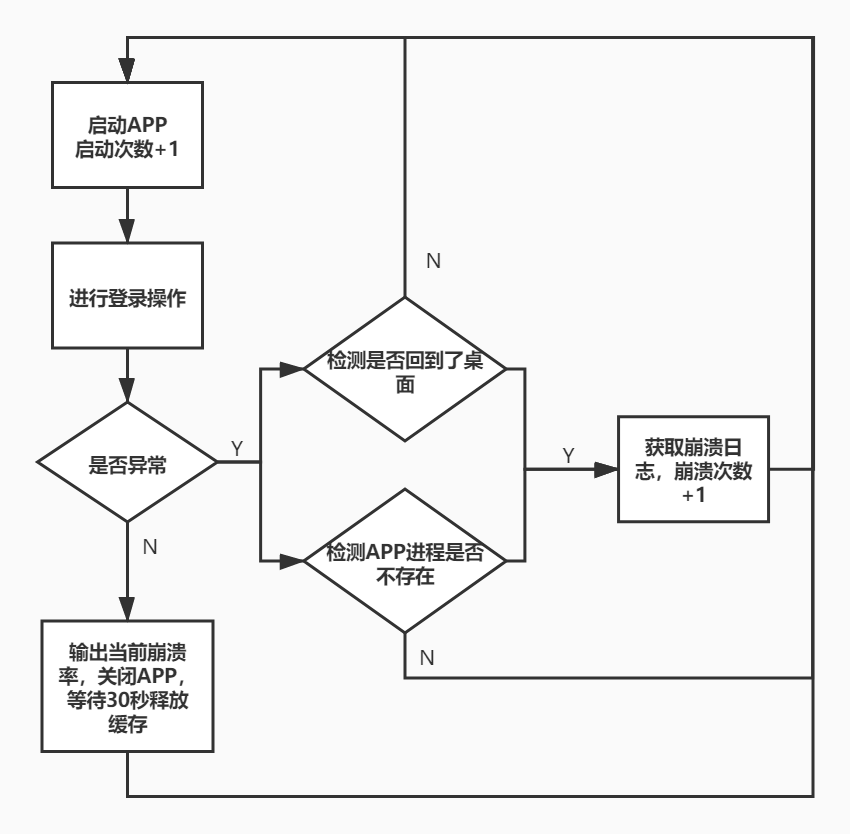 启动APP
启动次数+1
进行登录操作
是否异常
Y
N
输出当前崩溃
率，关闭APP，
等待30秒释放
缓存
N
检测是否回到了桌
面
检测APP进程是否
不存在
N
Y
获取崩溃日
志，崩溃次数
+1